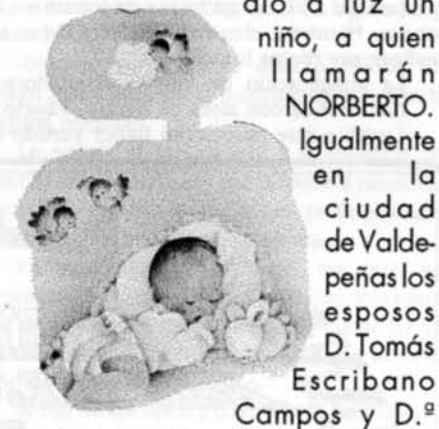 dio a luz un
niño, a quien
llamarán
NORBERTO.
Igualmente
en la
ciudad
de Valde-
peñas los
esposos
D. Tomás
Escribano
Campos y D.ª